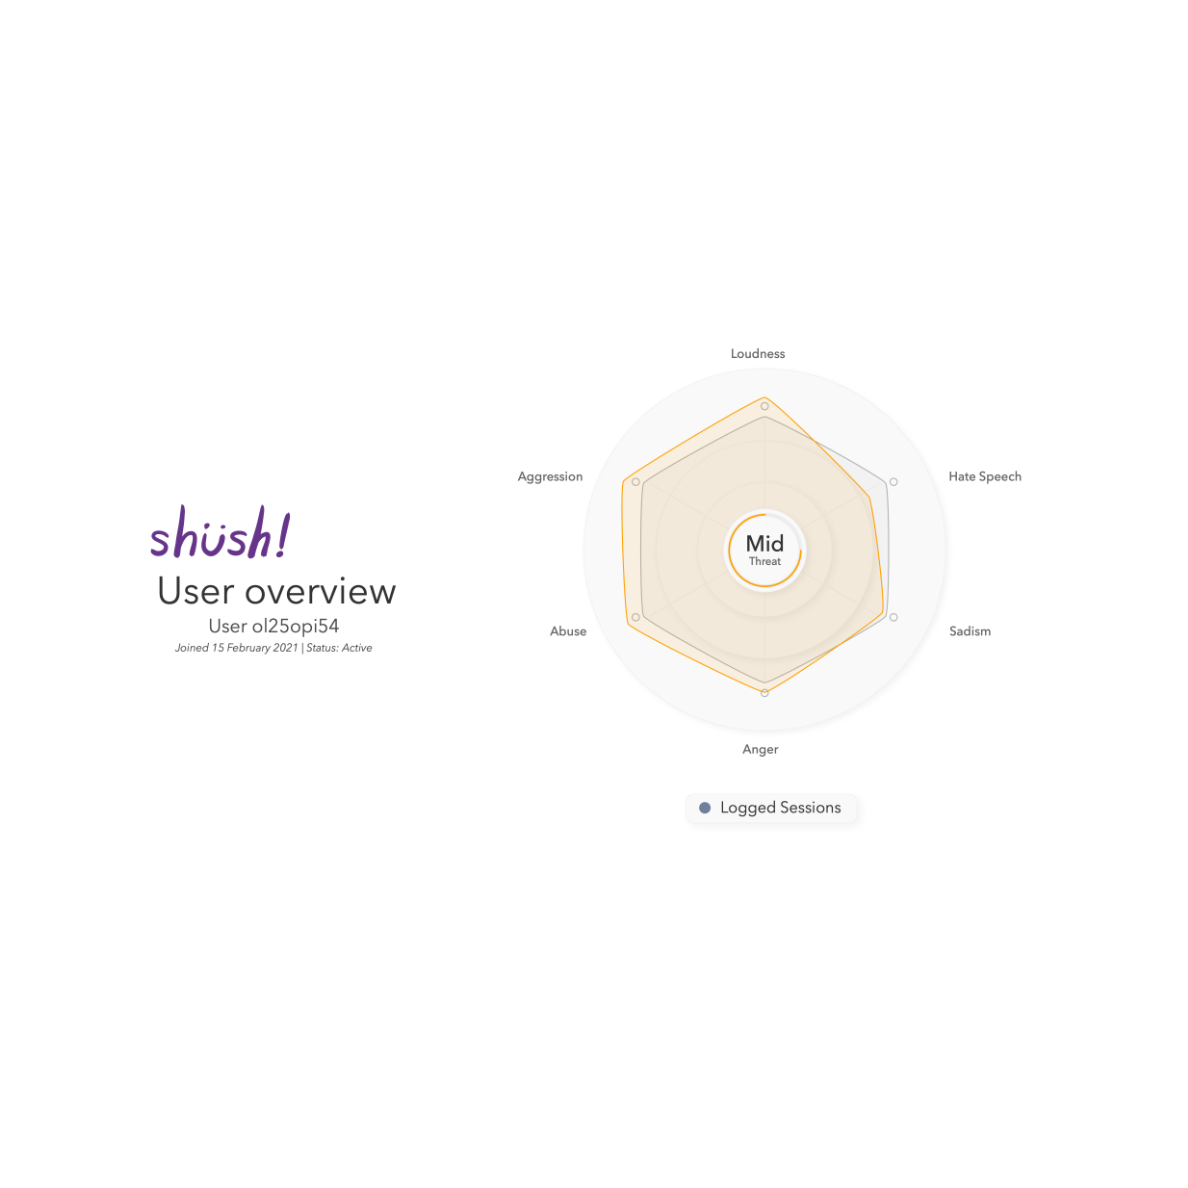 shüsh!
User overview
User ol25opi54
Joined 15 February 2021 | Status: Active
Loudness
Aggression
Hate Speech
Mid
Threat
Abuse
Sadism
Anger
Logged Sessions